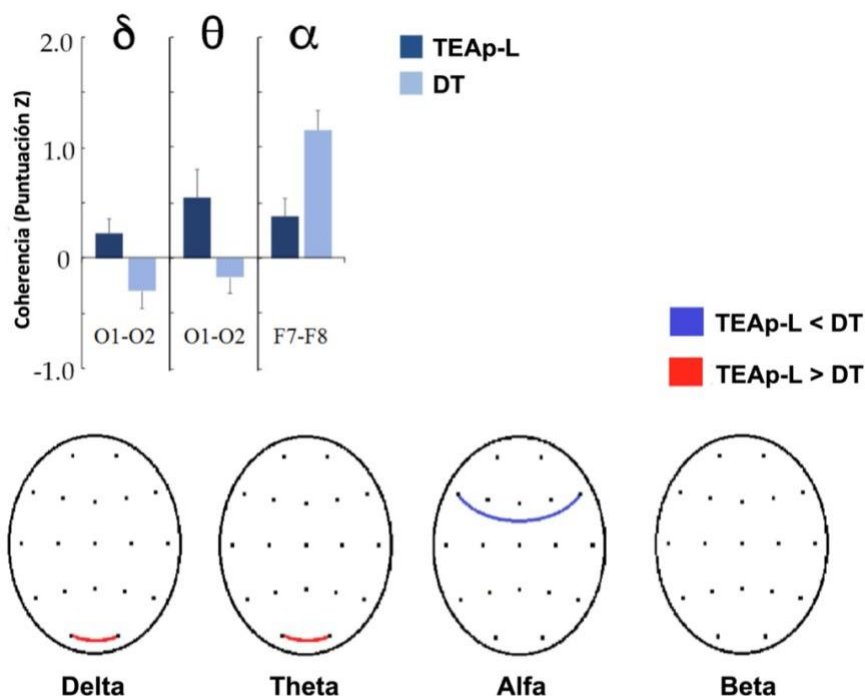 2.0
δ
θ
α
TEAp-L
DT
Coherencia (Puntuación Z)
1.0
0
O1-O2
O1-O2
F7-F8
-1.0
TEAp-L < DT
TEAp-L > DT
Delta
Theta
Alfa
Beta